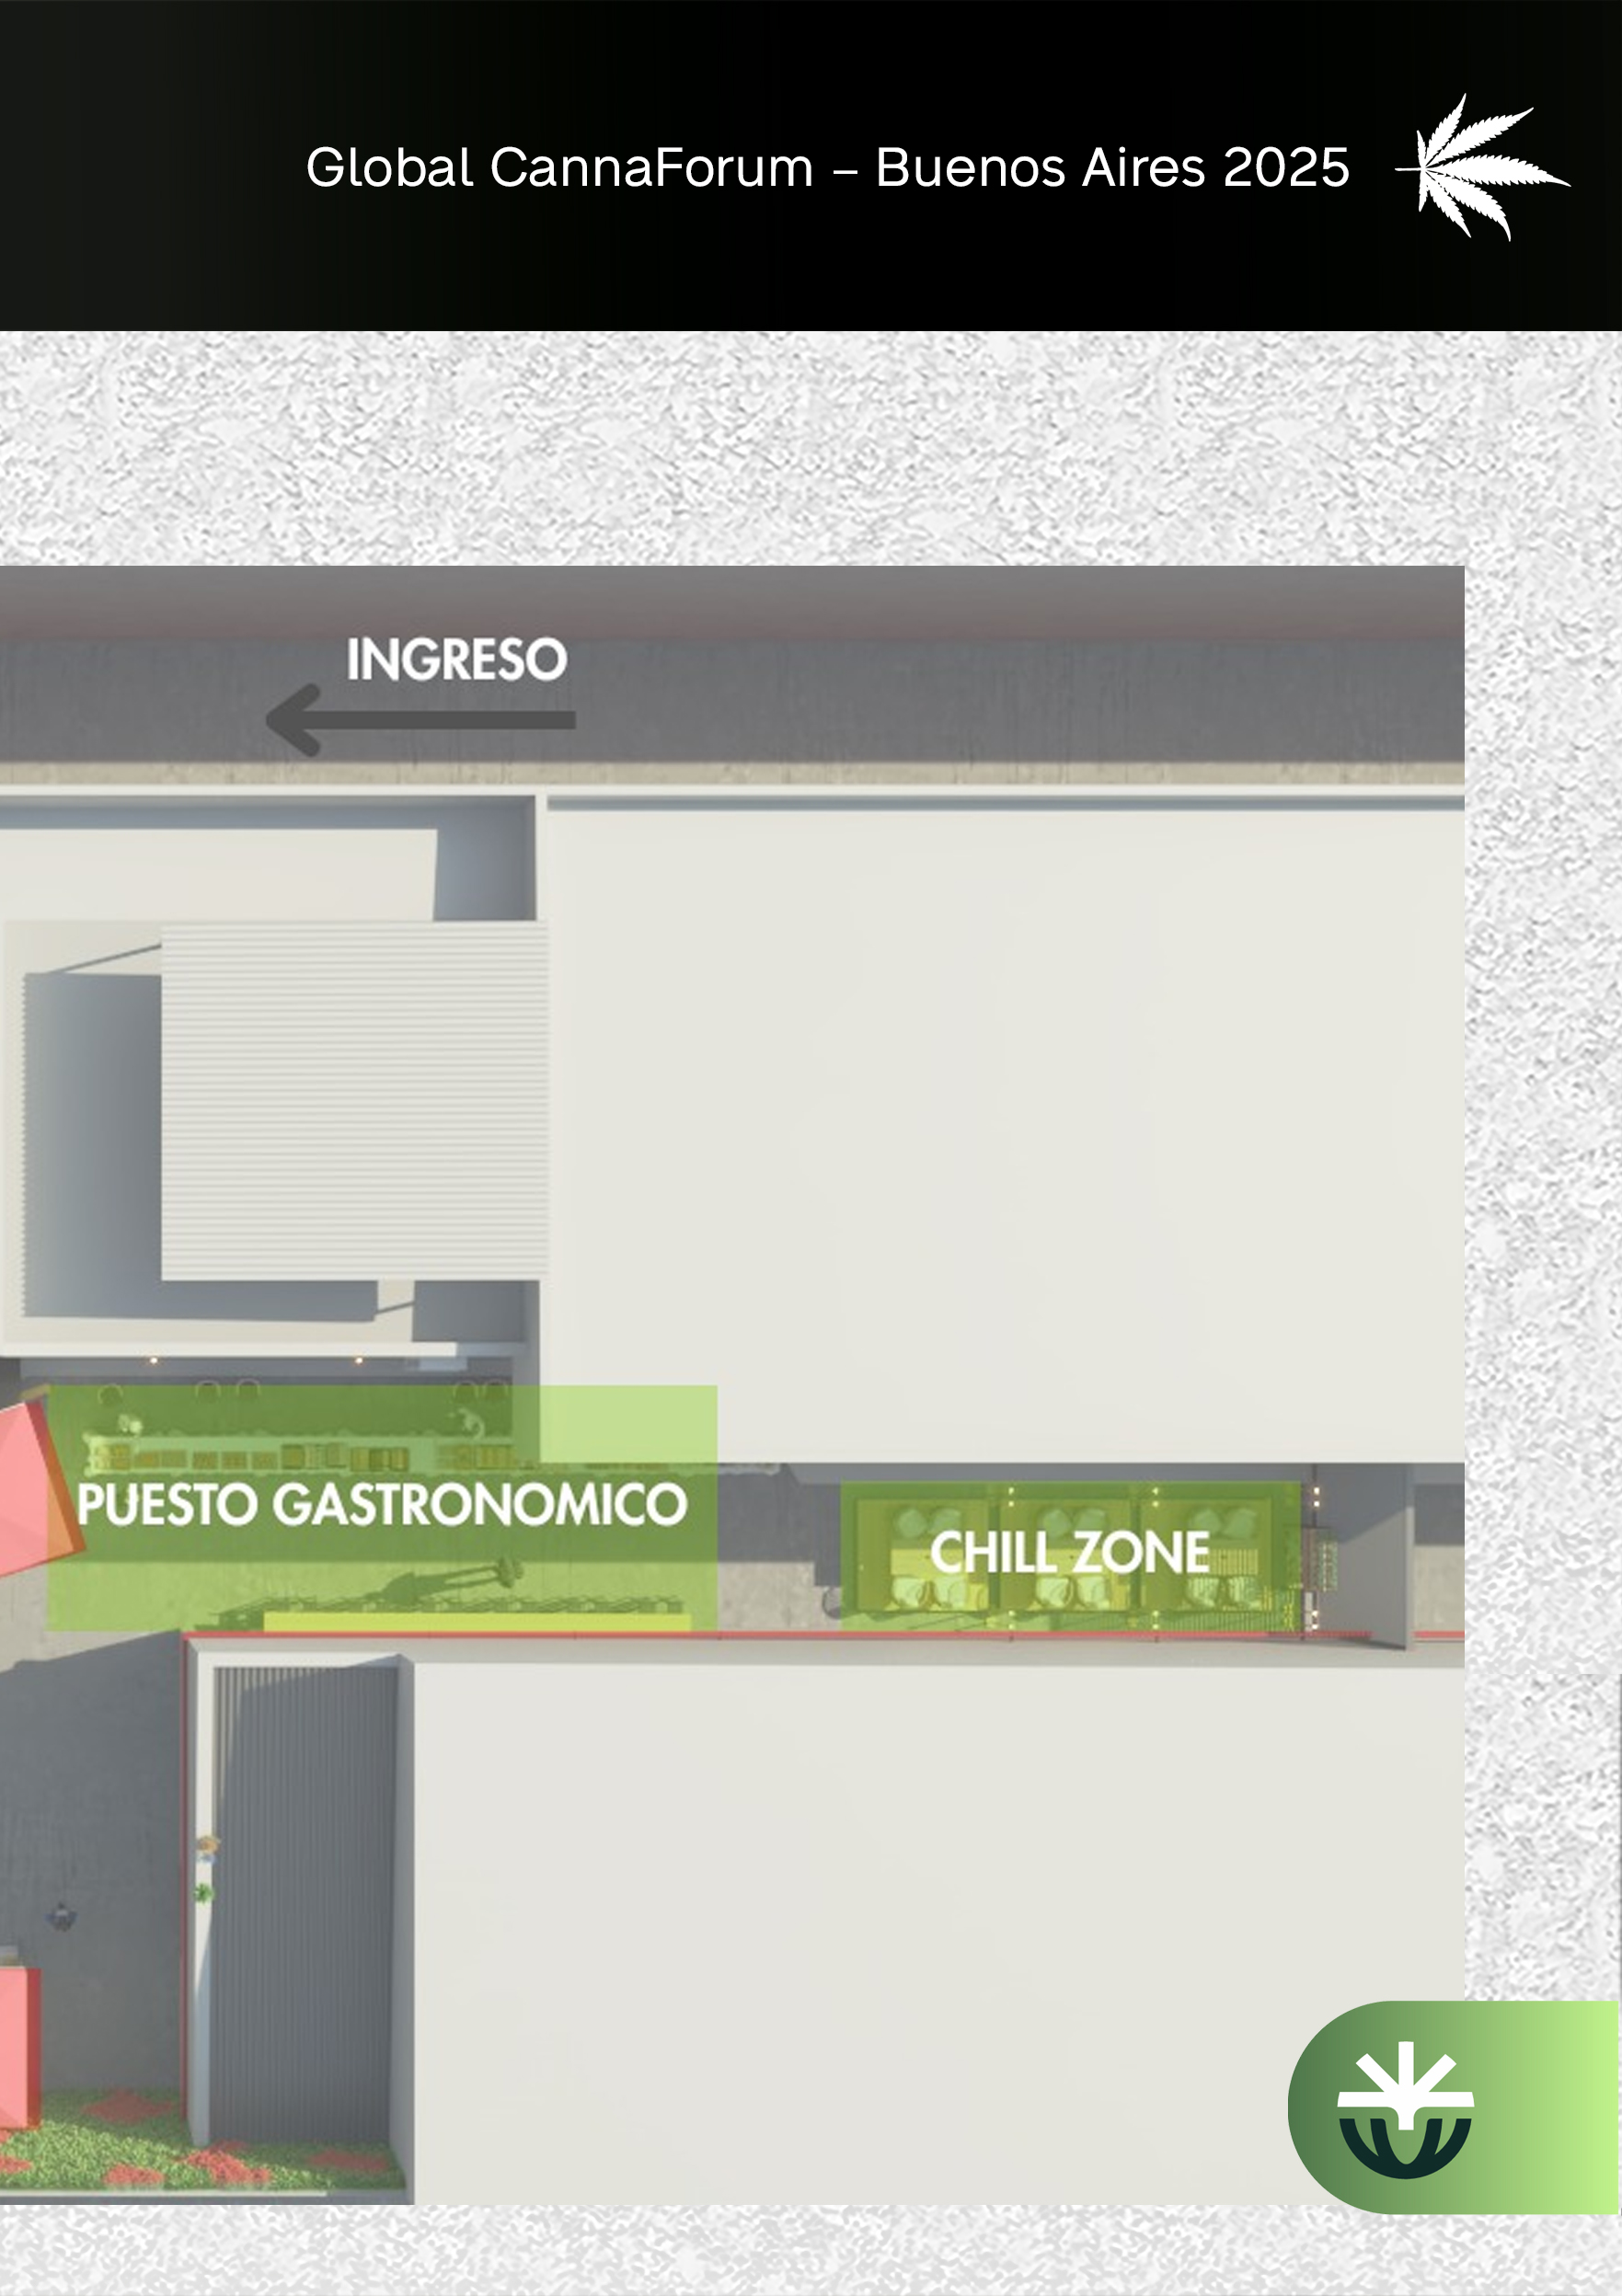 Global CannaForum – Buenos Aires 2025
INGRESO
PUESTO GASTRONOMICO
CHILL ZONE